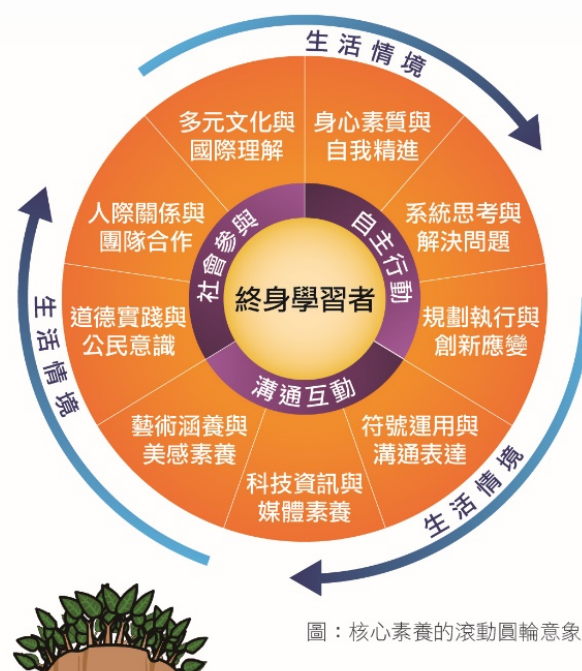 生活情境
多元文化與
國際理解
身心素質與
自我精進
人際關係與
團隊合作
系統思考與
解決問題
社會參與
自主行動
終身學習者
道德實踐與
公民意識
規劃執行與
創新應變
生活情境
溝通互動
藝術涵養與
美感素養
符號運用與
溝通表達
科技資訊與
媒體素養
生活情境
圖：核心素養的滾動圓輪意象